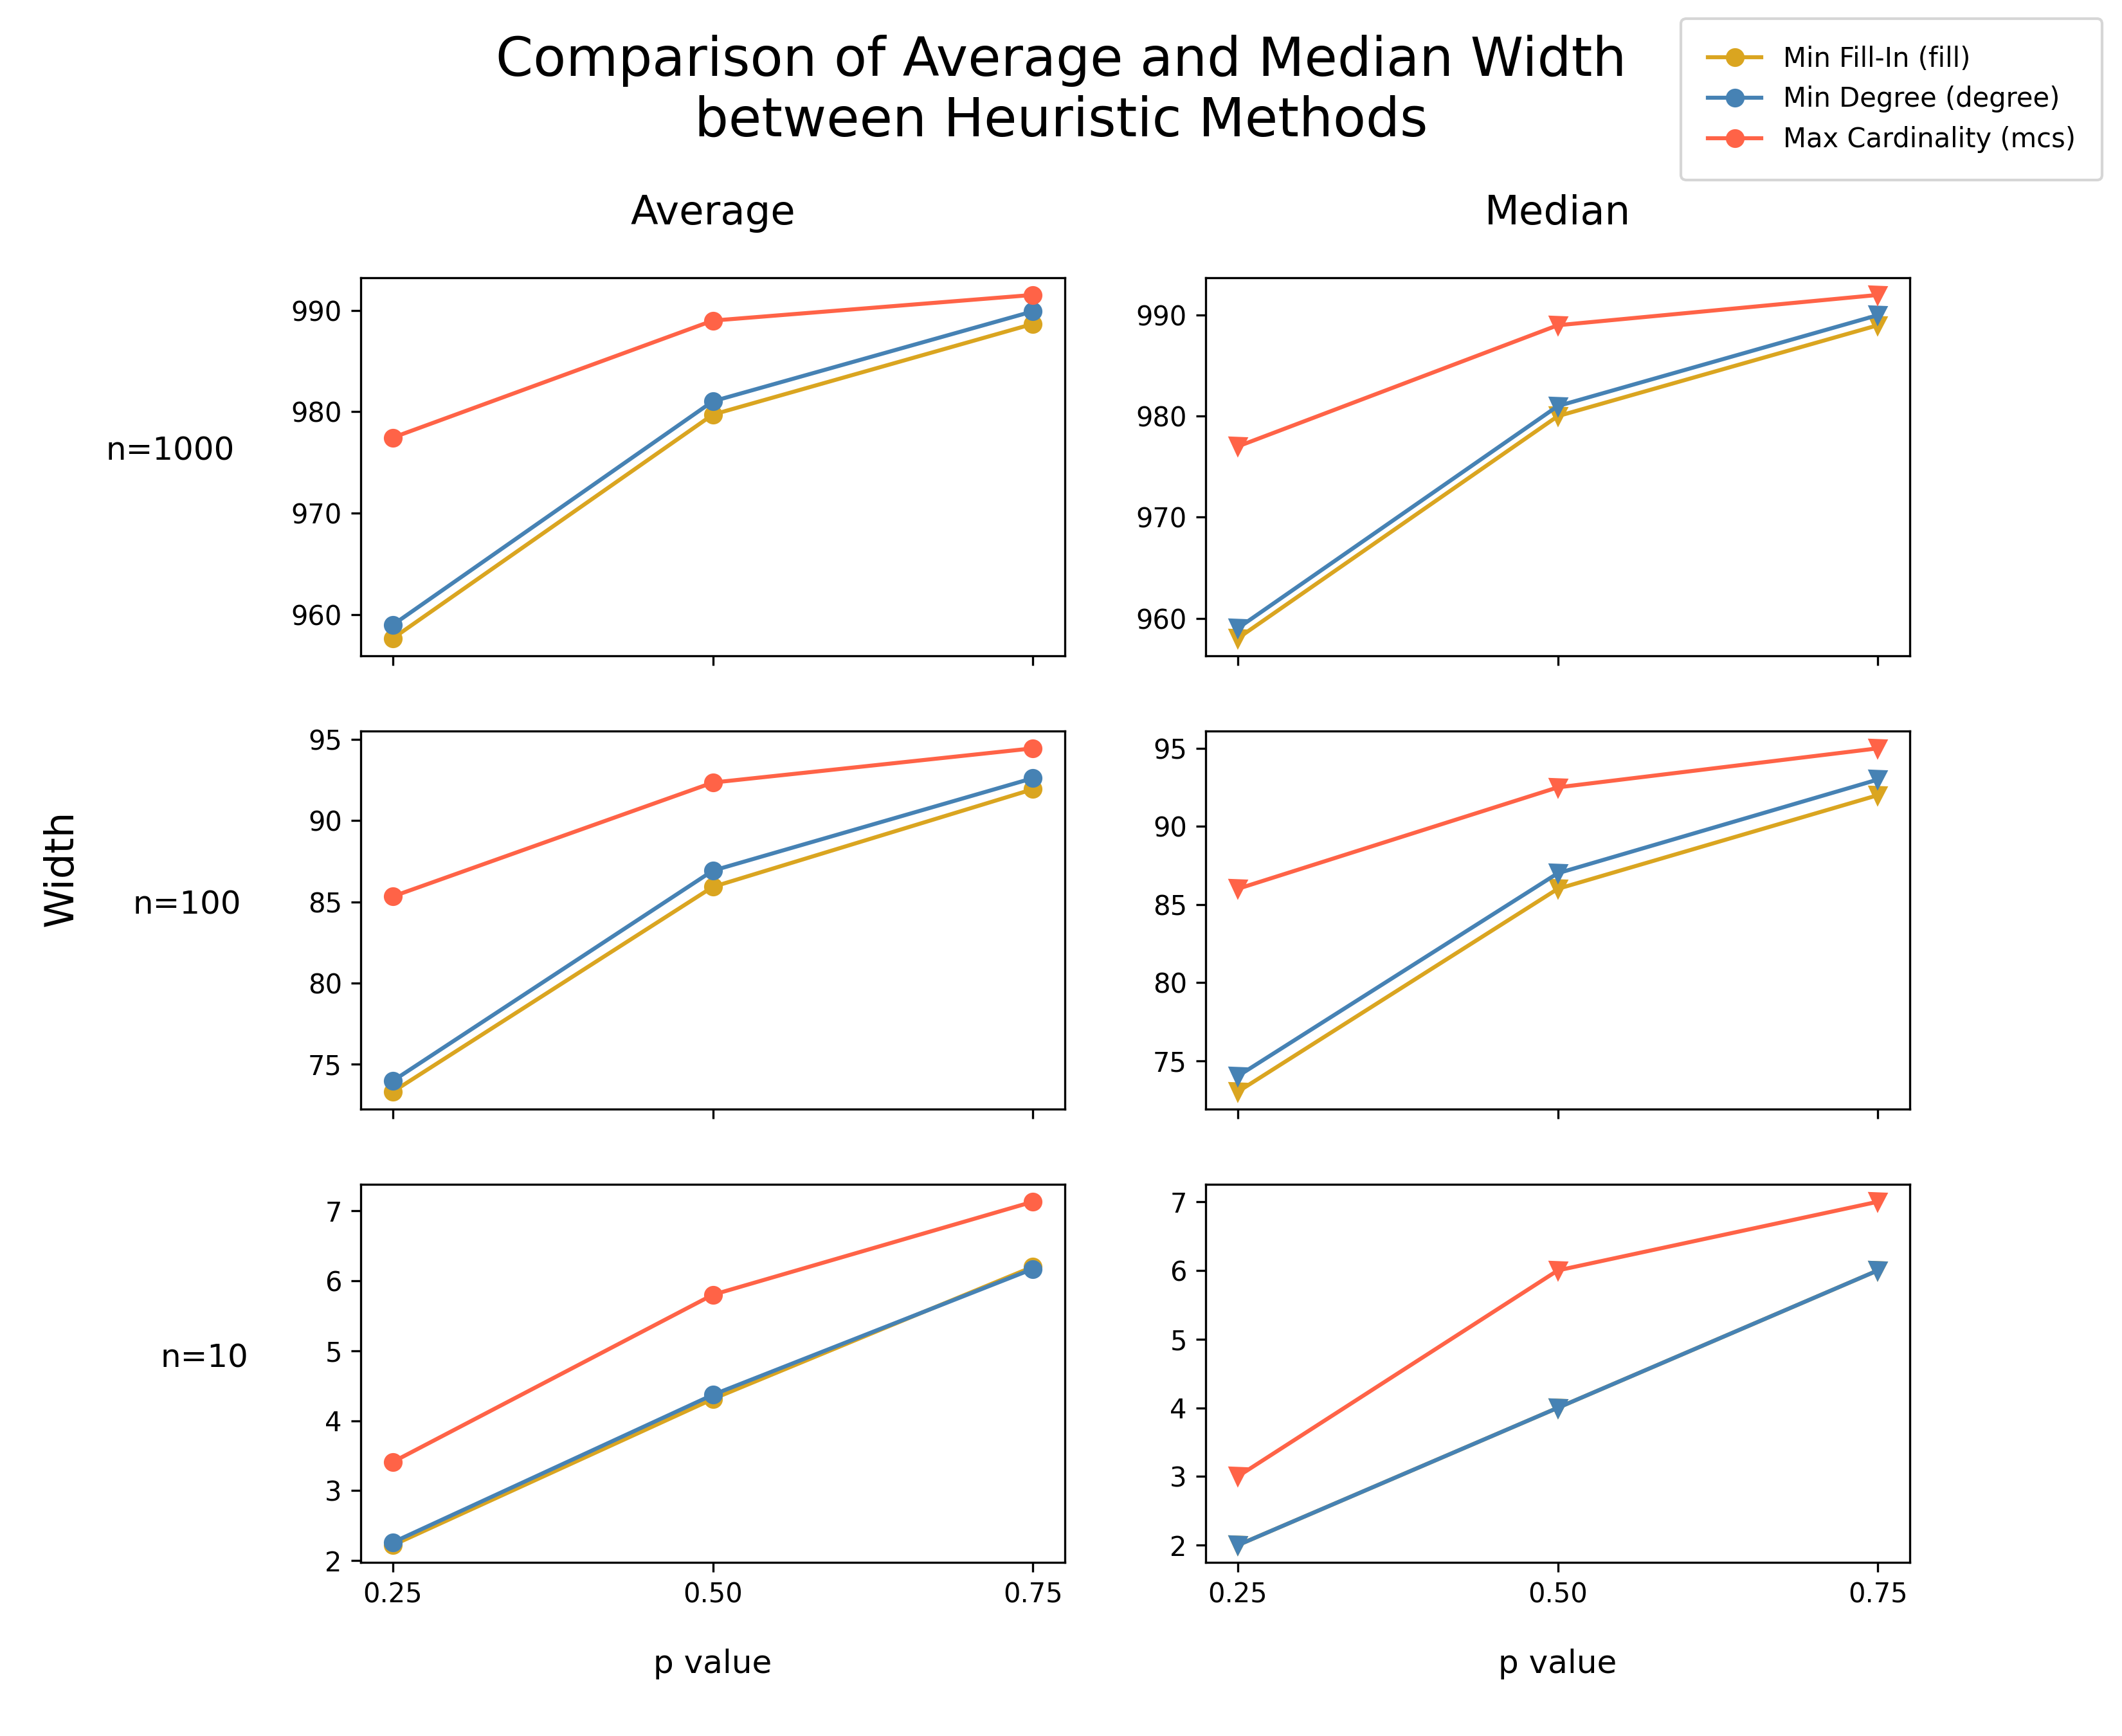 Comparison of Average and Median Width
between Heuristic Methods
Min Fill-In (fill)
Min Degree (degree)
Max Cardinality (mcs)
Average
Median
n=1000
990
980
970
960
990
980
970
960
Width
n=100
95
90
85
80
75
95
90
85
80
75
n=10
7
6
5
4
3
2
7
6
5
4
3
2
0.25 0.50 0.75
0.25 0.50 0.75
p value
p value